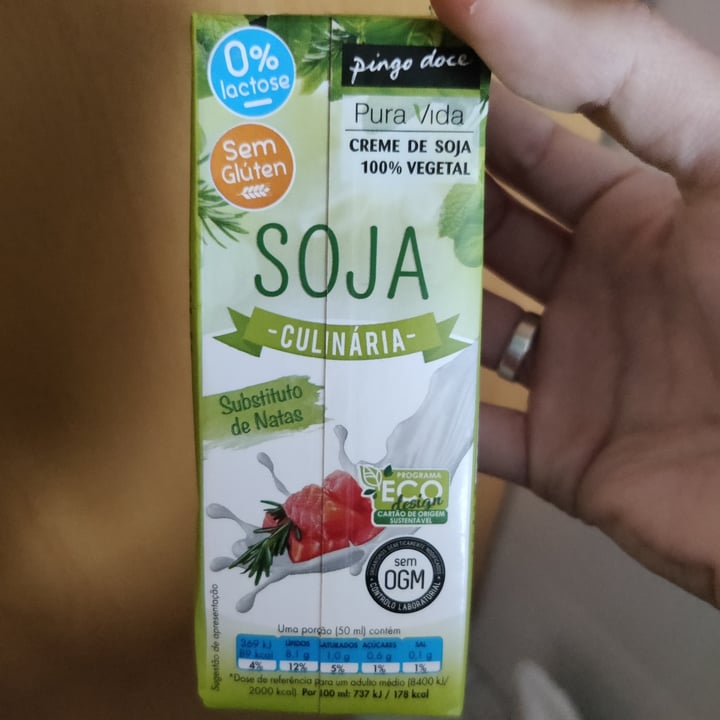 0%
lactose
Sem
Glúten
pingo doce
Pura Vida
CREME DE SOJA
100% VEGETAL
SOJA
-CULINÁRIA-
Substituto
de Natas
PROGRAMA
ECO
design
CARTÃO DE ORIGEM
SUSTENTÁVEL
ORGANISMOS GENETICAMENTE MODIFICADOS
sem
OGM
CONTROLO LABORATORIAL
Sugestão de apresentação
Uma porção (50 ml) contém
369 kJ LÍPIDOS SATURADOS AÇÚCARES SAL
89 kcal 8,1 g 1,0 g 0,6 g 0,1 g
4% 12% 5% 1% 1%
*Dose de referência para um adulto médio (8400 kJ/
2000 kcal). Por 100 ml: 737 kJ / 178 kcal